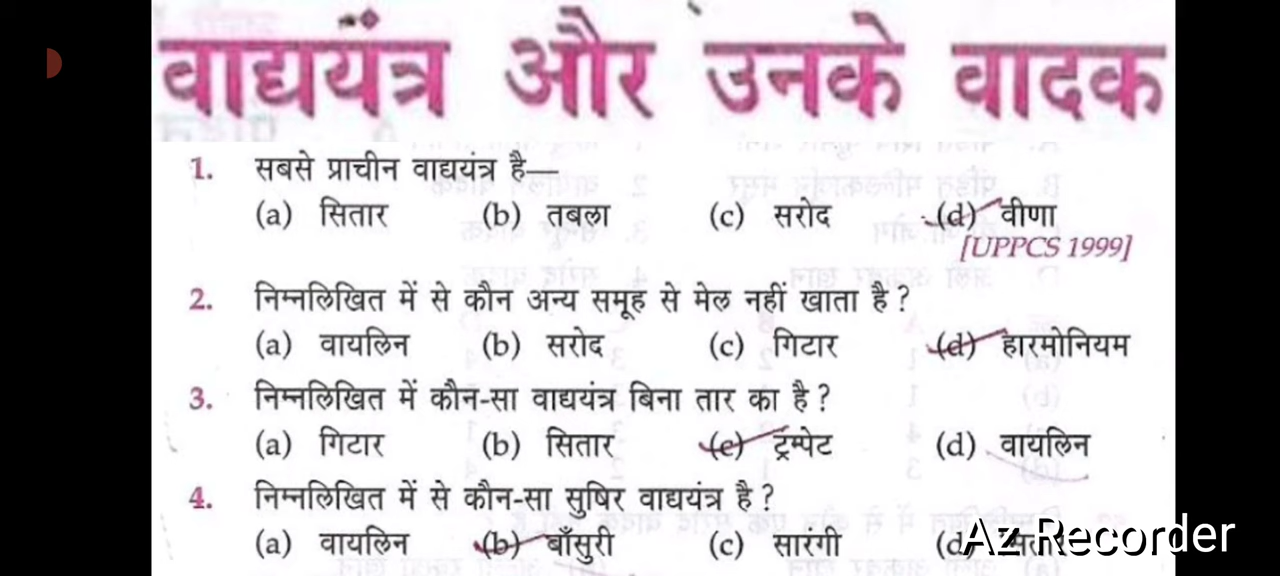 वाद्ययंत्र और उनके वादक
1. सबसे प्राचीन वाद्ययंत्र है—
(a) सितार (b) तबला (c) सरोद (d) वीणा
[UPPCS 1999]
2. निम्नलिखित में से कौन अन्य समूह से मेल नहीं खाता है?
(a) वायलिन (b) सरोद (c) गिटार (d) हारमोनियम
3. निम्नलिखित में कौन-सा वाद्ययंत्र बिना तार का है?
(a) गिटार (b) सितार (c) ट्रम्पेट (d) वायलिन
4. निम्नलिखित में से कौन-सा सुषिर वाद्ययंत्र है?
(a) वायलिन (b) बाँसुरी (c) सारंगी (d)
Az Recorder